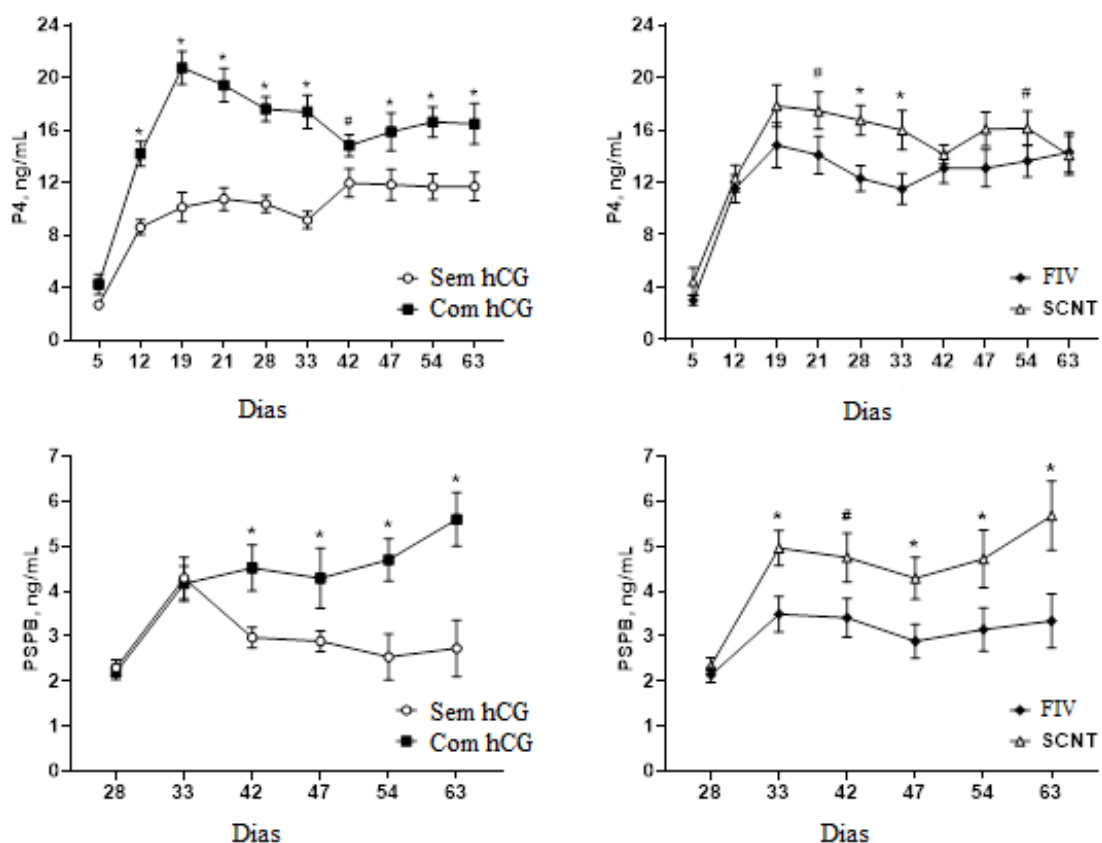 24
20
16
12
8
4
0
P4, ng/mL
*
*
*
*
*
#
*
*
*
Sem hCG
Com hCG
5 12 19 21 28 33 42 47 54 63
Dias
24
20
16
12
8
4
0
P4, ng/mL
#
*
*
#
FIV
SCNT
5 12 19 21 28 33 42 47 54 63
Dias
7
6
5
4
3
2
1
0
PSPB, ng/mL
*
*
*
*
Sem hCG
Com hCG
28 33 42 47 54 63
Dias
7
6
5
4
3
2
1
0
PSPB, ng/mL
*
#
*
*
*
FIV
SCNT
28 33 42 47 54 63
Dias